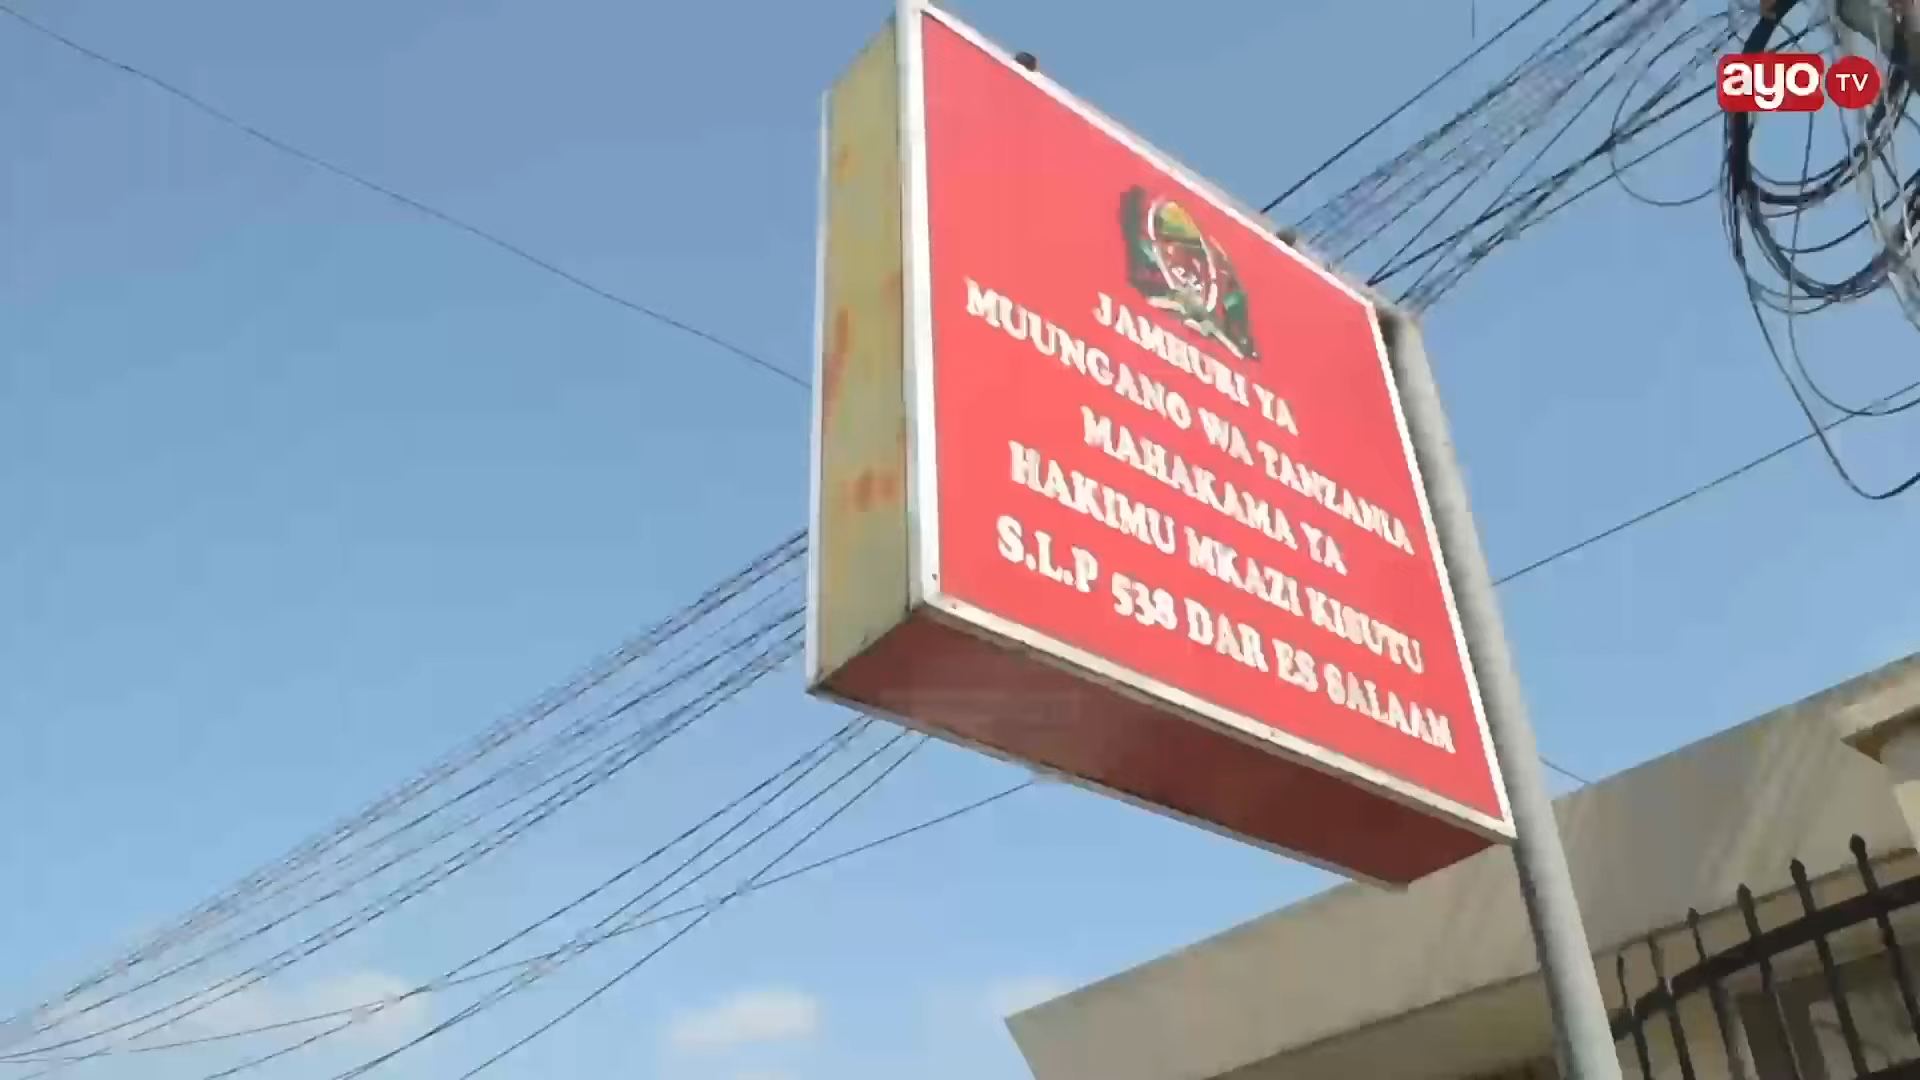 ayo TV
JAMHURI YA
MUUNGANO WA TANZANIA
MAHAKAMA YA
HAKIMU MKAZI KISUTU
S.L.P 538 DAR ES SALAAM